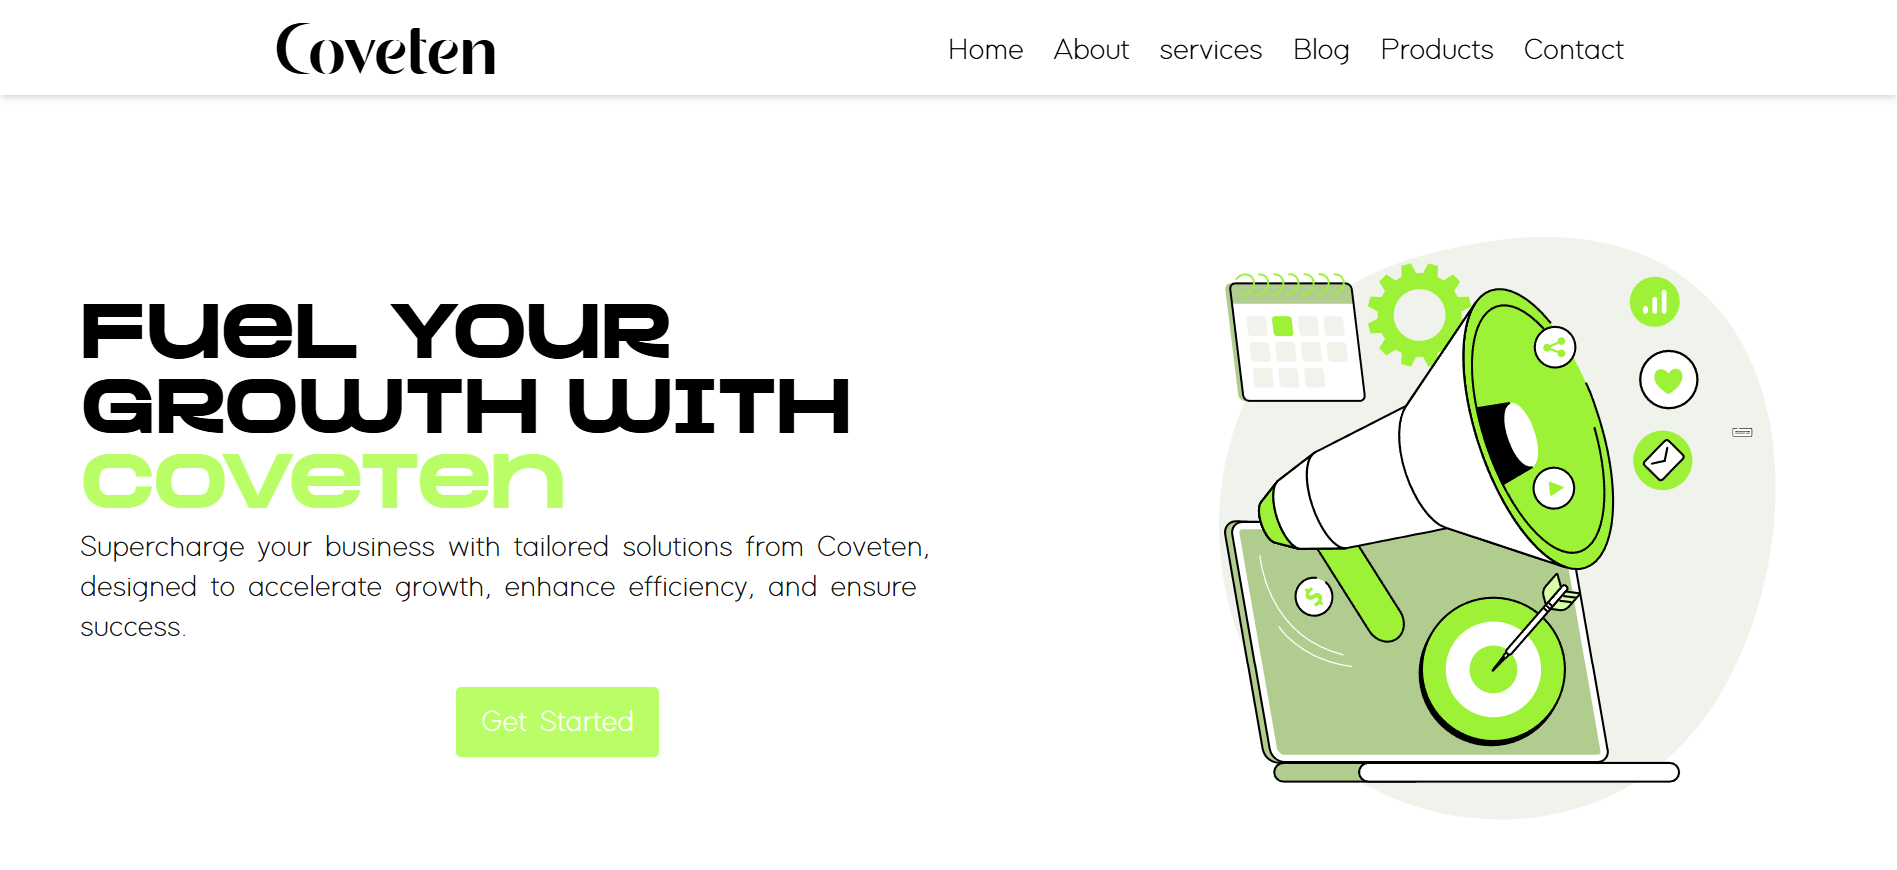 Coveten
Home About services Blog Products Contact
FUEL YOUR
GROWTH WITH
COVETEN
Supercharge your business with tailored solutions from Coveten,
designed to accelerate growth, enhance efficiency, and ensure
success.
Get Started